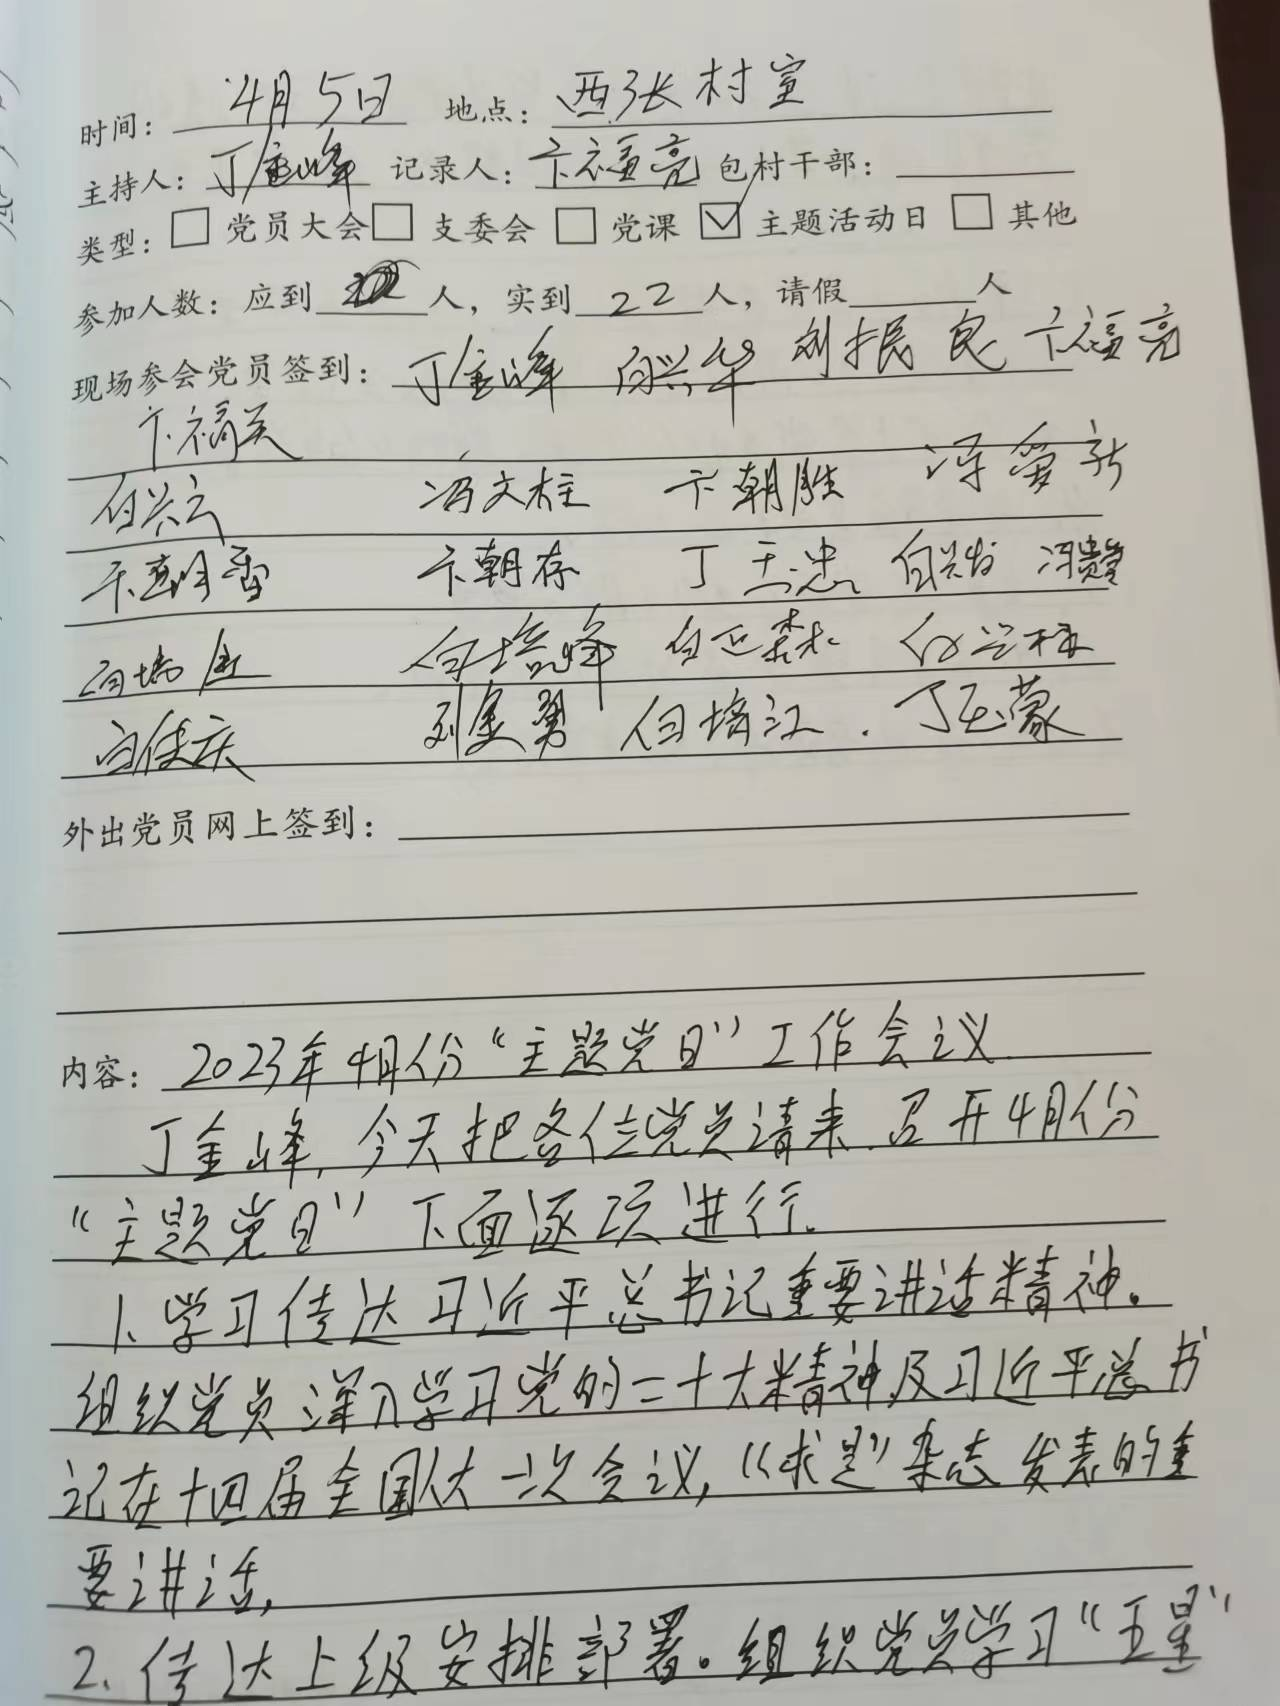 时间：4月5日 地点：西张村室
主持人：丁金峰 记录人：卞福亮 包村干部：
类型：□党员大会□ 支委会 □ 党课 ☑ 主题活动日 □ 其他
参加人数：应到 人，实到 22 人，请假 人
现场参会党员签到：丁金峰 白兴华 刘振良 卞福亮
卞福关
白兴云 冯文柱 卞朝胜 冯爱新
卞朝存 丁玉忠 白兴
白培峰 白正森 白兴禄
白佳庆 刘美勇 白培江 丁玉蒙
外出党员网上签到：
内容：2023年4月份“主题党日”工作会议
丁金峰，今天把各位党员请来，召开4月份
“主题党日”下面逐项进行。
1、学习传达习近平总书记重要讲话精神。
组织党员深入学习党的二十大精神及习近平总书
记在十四届全国人大一次会议，《求是》杂志发表的重
要讲话，
2、传达上级安排部署。组织党员学习“五星”